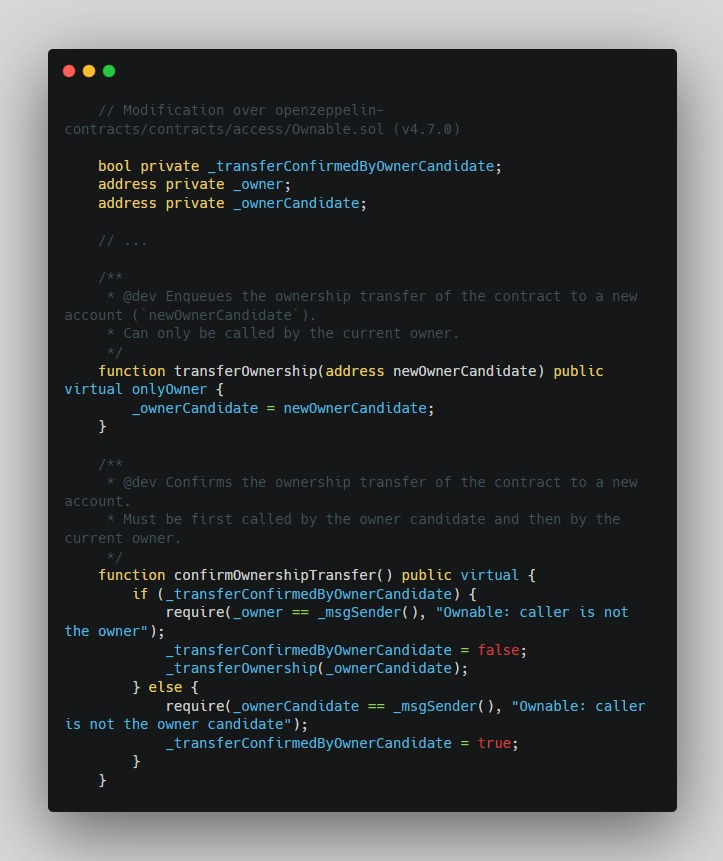 // Modification over openzeppelin-
contracts/contracts/access/Ownable.sol (v4.7.0)
bool private _transferConfirmedByOwnerCandidate;
address private _owner;
address private _ownerCandidate;
// ...
/**
* @dev Enqueues the ownership transfer of the contract to a new
account (`newOwnerCandidate`).
* Can only be called by the current owner.
*/
function transferOwnership(address newOwnerCandidate) public
virtual onlyOwner {
_ownerCandidate = newOwnerCandidate;
}
/**
* @dev Confirms the ownership transfer of the contract to a new
account.
* Must be first called by the owner candidate and then by the
current owner.
*/
function confirmOwnershipTransfer() public virtual {
if (_transferConfirmedByOwnerCandidate) {
require(_owner == _msgSender(), "Ownable: caller is not
the owner");
_transferConfirmedByOwnerCandidate = false;
_transferOwnership(_ownerCandidate);
} else {
require(_ownerCandidate == _msgSender(), "Ownable: caller
is not the owner candidate");
_transferConfirmedByOwnerCandidate = true;
}
}